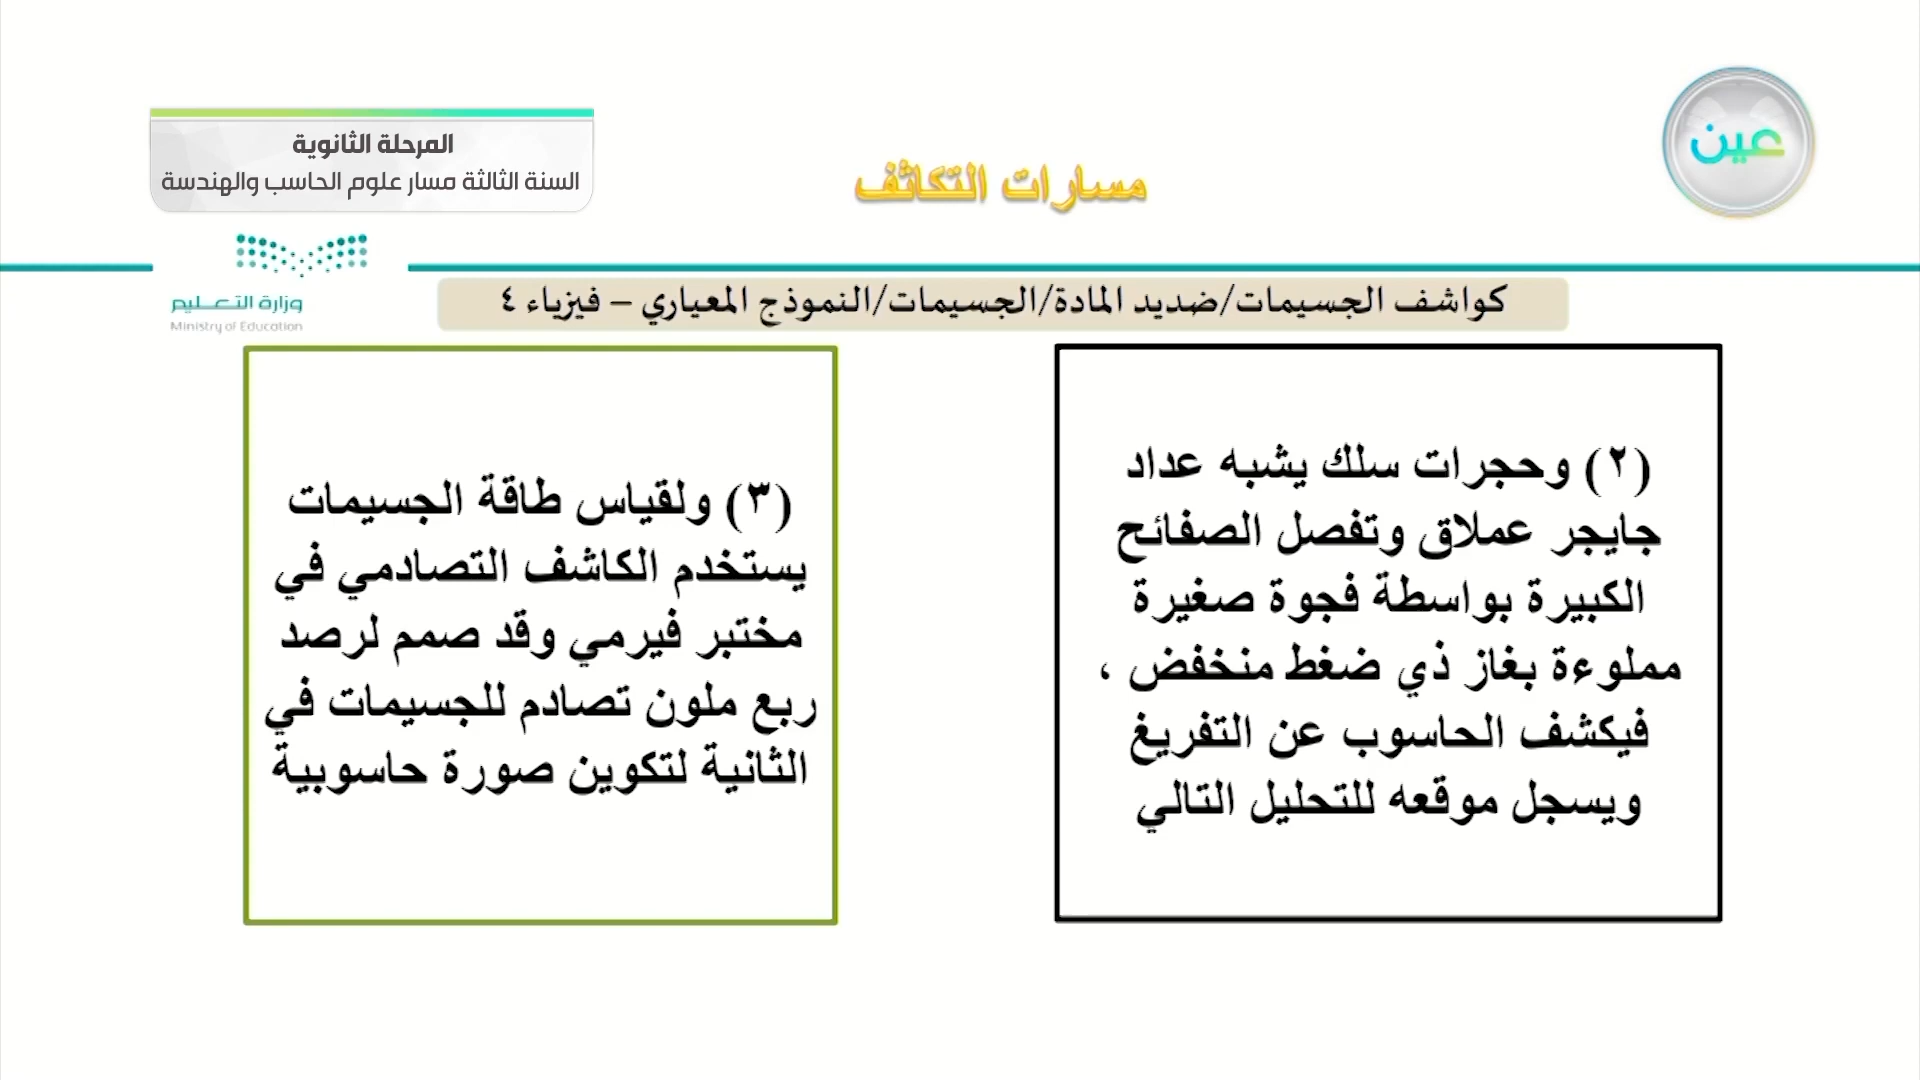 عين
المرحلة الثانوية
السنة الثالثة مسار علوم الحاسب والهندسة
مسارات التكاثف
وزارة التعـــليم
Ministry of Education
كواشف الجسيمات/ضديد المادة/الجسيمات/النموذج المعياري – فيزياء ٤
(٢) وحجرات سلك يشبه عداد
جايجر عملاق وتفصل الصفائح
الكبيرة بواسطة فجوة صغيرة
مملوءة بغاز ذي ضغط منخفض ،
فيكشف الحاسوب عن التفريغ
ويسجل موقعه للتحليل التالي
(٣) ولقياس طاقة الجسيمات
يستخدم الكاشف التصادمي في
مختبر فيرمي وقد صمم لرصد
ربع ملون تصادم للجسيمات في
الثانية لتكوين صورة حاسوبية